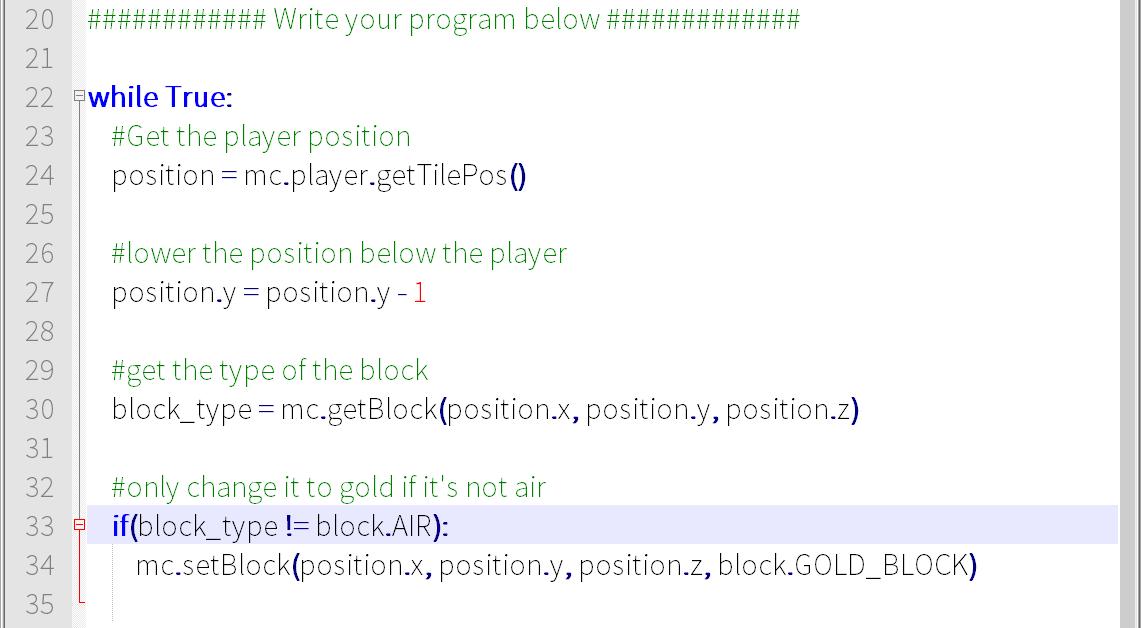 20 ############ Write your program below #############
21
22 while True:
23 #Get the player position
24 position = mc.player.getTilePos()
25
26 #lower the position below the player
27 position.y = position.y - 1
28
29 #get the type of the block
30 block_type = mc.getBlock(position.x, position.y, position.z)
31
32 #only change it to gold if it's not air
33 if(block_type != block.AIR):
34 mc.setBlock(position.x, position.y, position.z, block.GOLD_BLOCK)
35